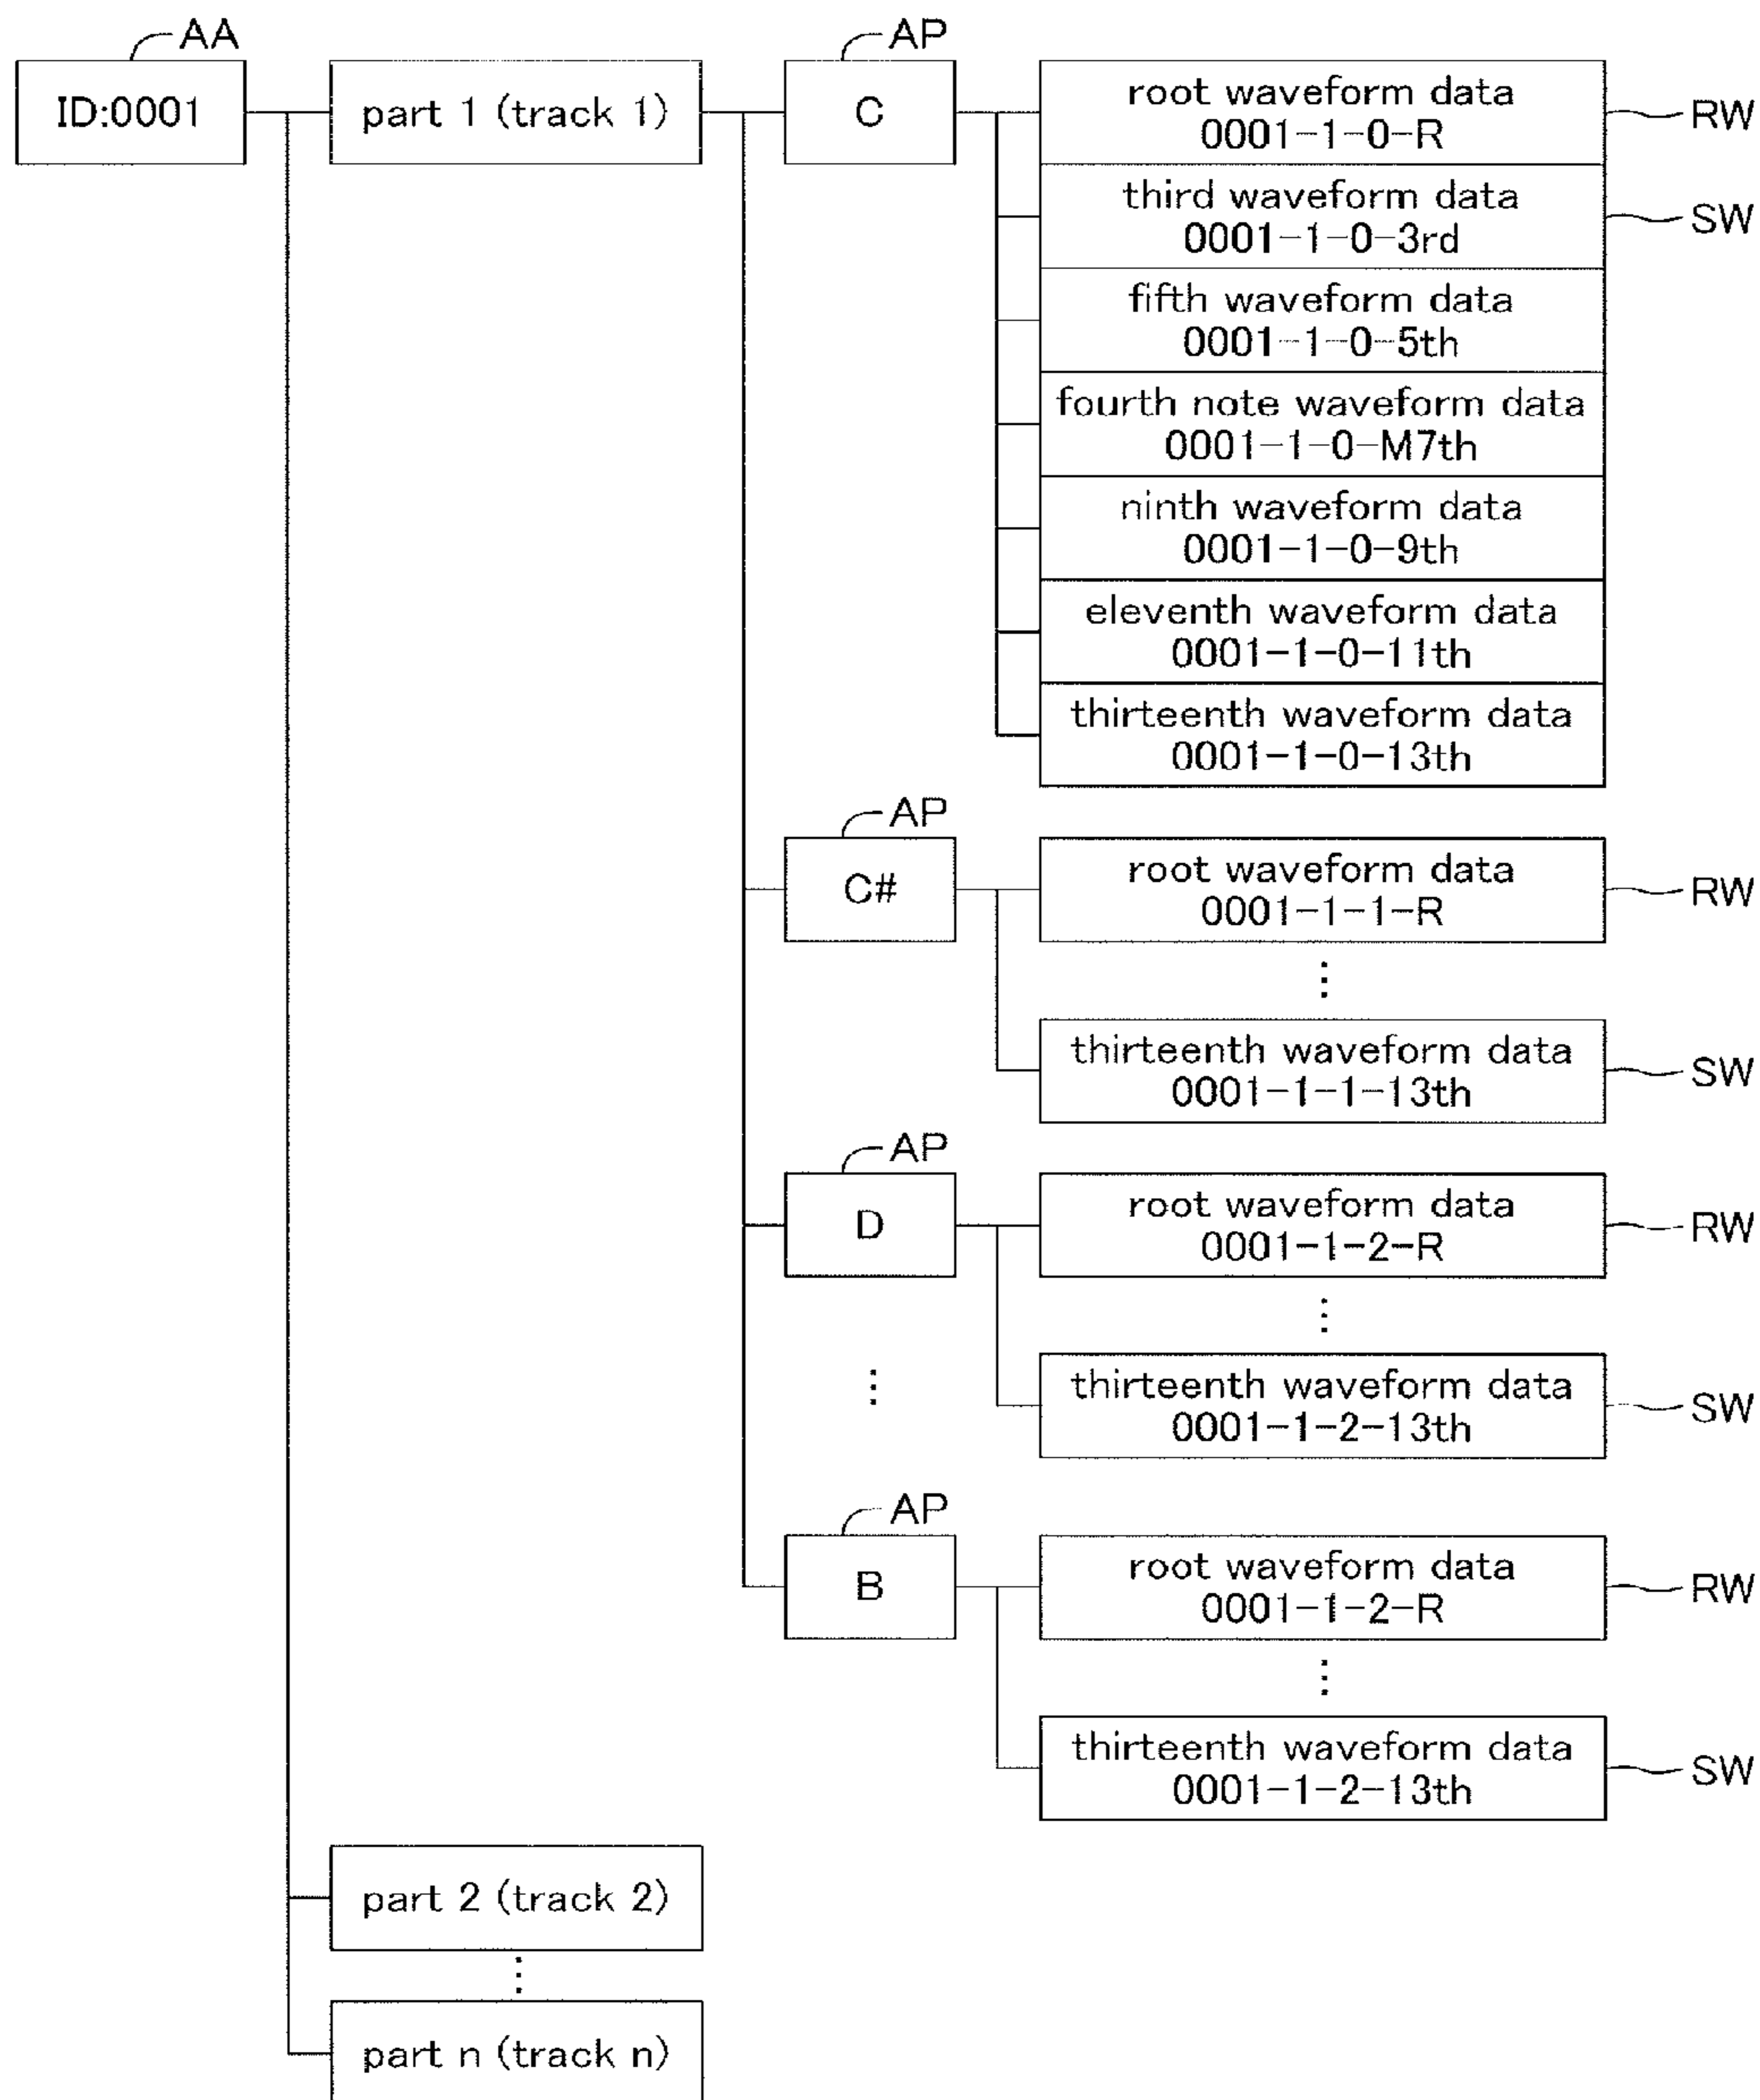 AA
AP
ID:0001
part 1 (track 1)
C
root waveform data
0001-1-0-R
RW
third waveform data
0001-1-0-3rd
SW
fifth waveform data
0001-1-0-5th
fourth note waveform data
0001-1-0-M7th
ninth waveform data
0001-1-0-9th
eleventh waveform data
0001-1-0-11th
thirteenth waveform data
0001-1-0-13th
AP
C#
root waveform data
0001-1-1-R
RW
⋮
thirteenth waveform data
0001-1-1-13th
SW
AP
D
root waveform data
0001-1-2-R
RW
⋮
thirteenth waveform data
0001-1-2-13th
SW
⋮
AP
B
root waveform data
0001-1-2-R
RW
⋮
thirteenth waveform data
0001-1-2-13th
SW
part 2 (track 2)
⋮
part n (track n)